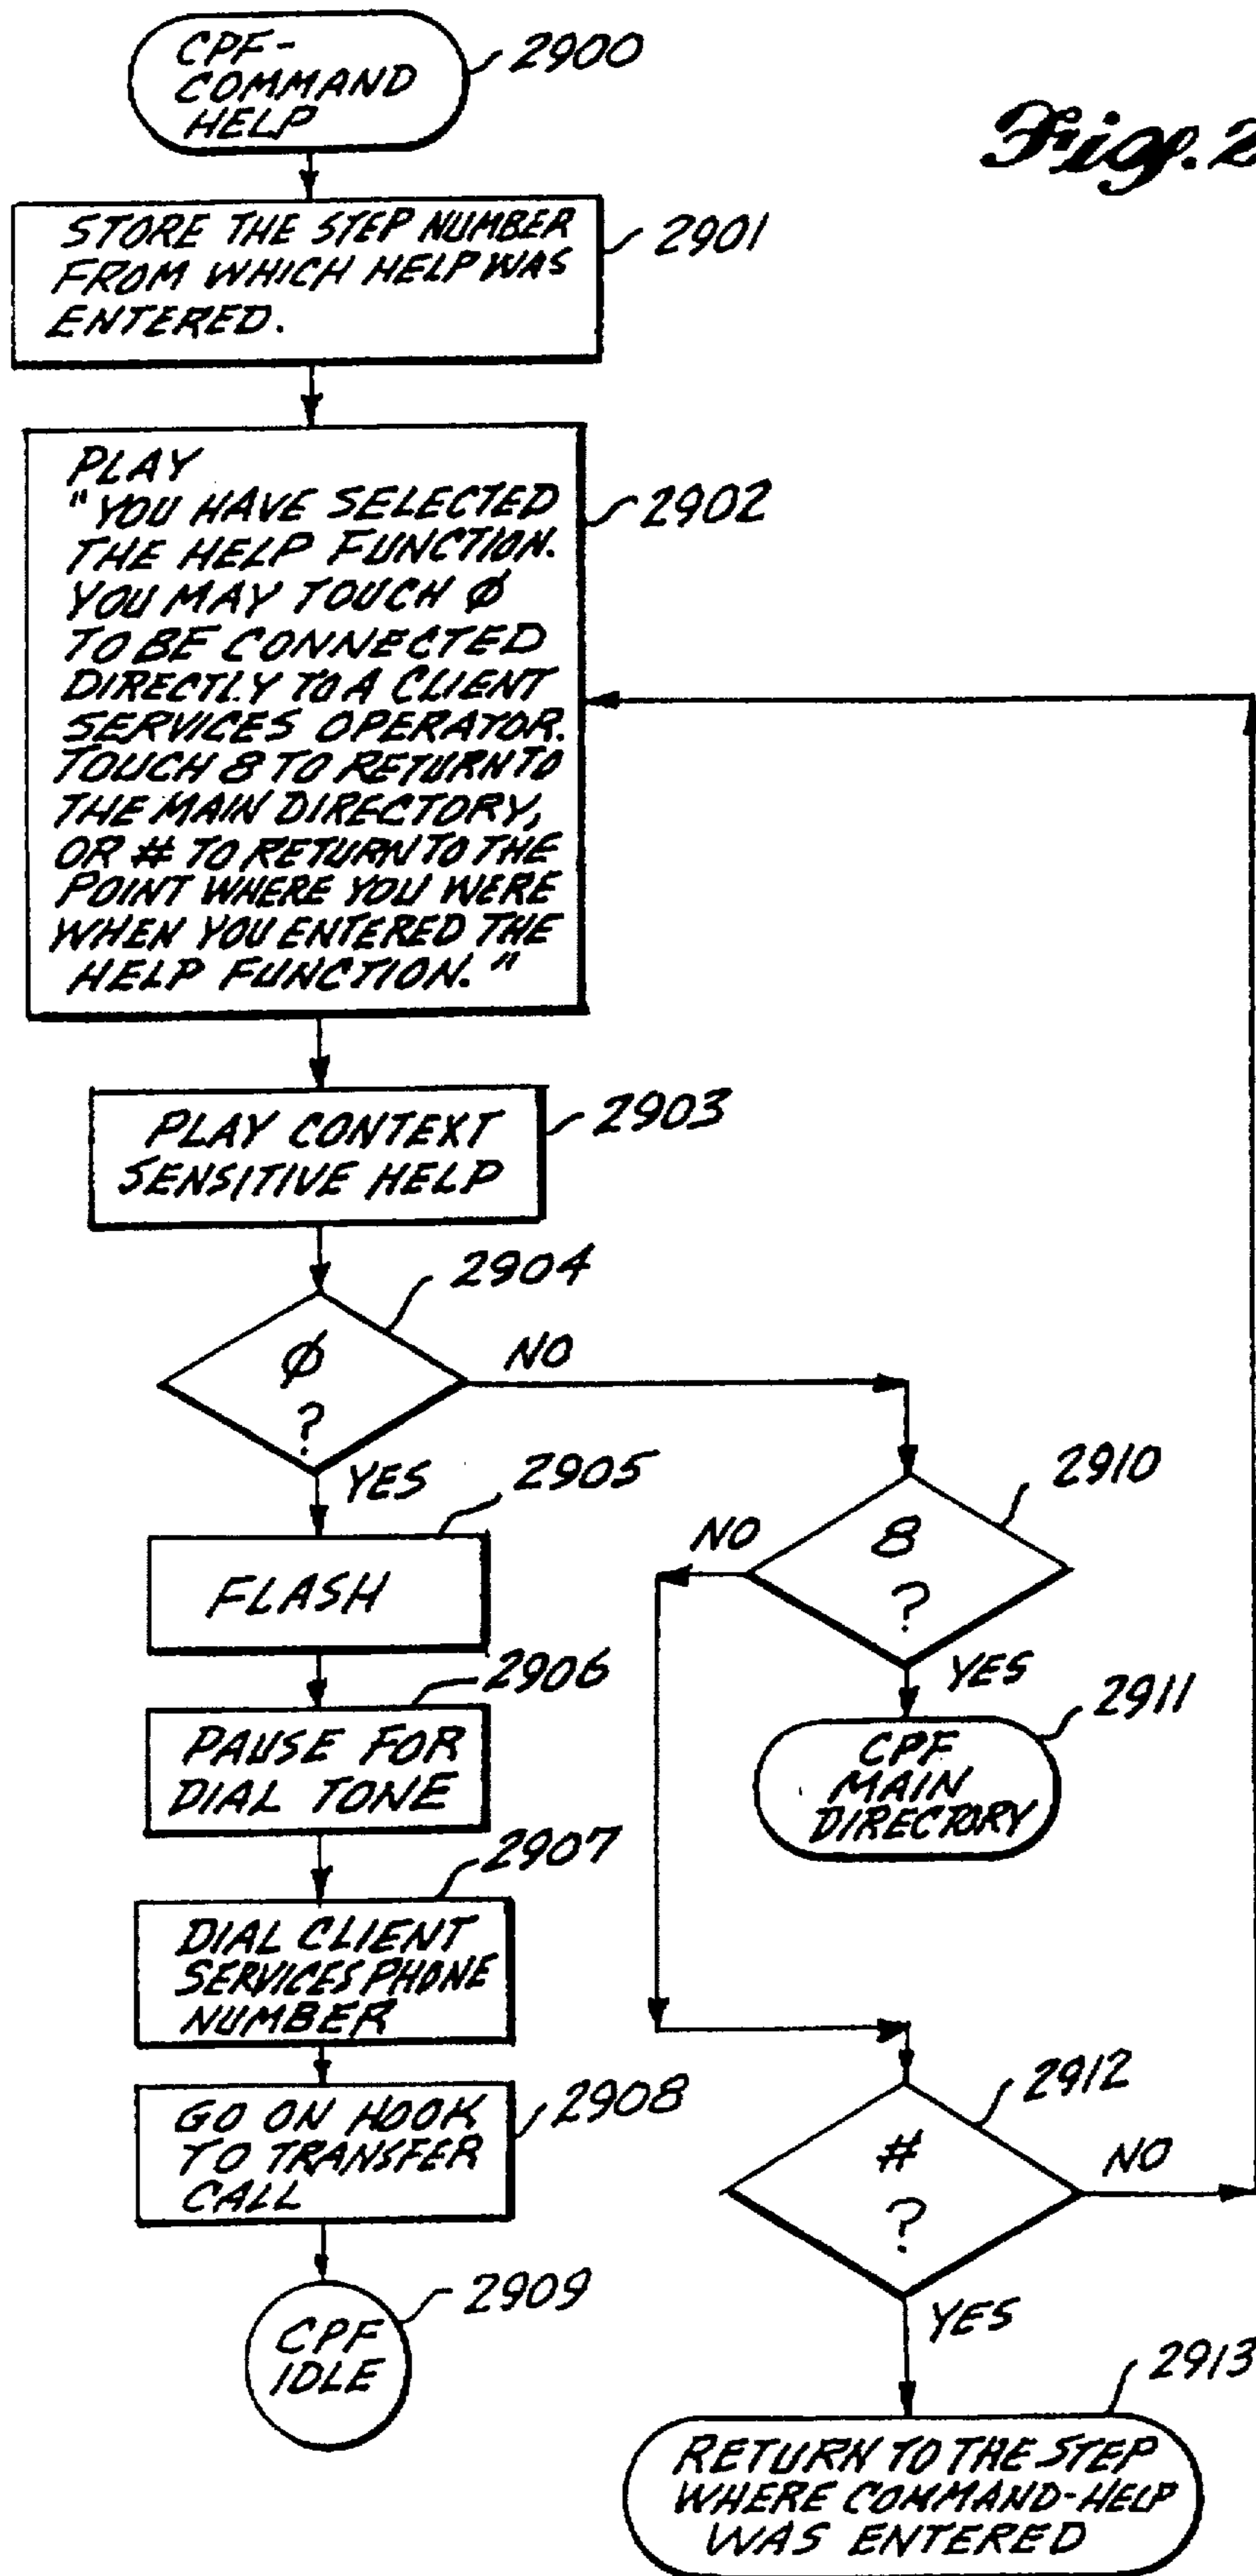 CPF-
COMMAND
HELP
2900
Fig. 2
STORE THE STEP NUMBER
FROM WHICH HELP WAS
ENTERED.
2901
PLAY
"YOU HAVE SELECTED
THE HELP FUNCTION.
YOU MAY TOUCH Ø
TO BE CONNECTED
DIRECTLY TO A CLIENT
SERVICES OPERATOR.
TOUCH 8 TO RETURN TO
THE MAIN DIRECTORY,
OR # TO RETURN TO THE
POINT WHERE YOU WERE
WHEN YOU ENTERED THE
HELP FUNCTION."
2902
PLAY CONTEXT
SENSITIVE HELP
2903
2904
Ø
?
NO
YES
2905
FLASH
2906
PAUSE FOR
DIAL TONE
2907
DIAL CLIENT
SERVICES PHONE
NUMBER
GO ON HOOK
TO TRANSFER
CALL
2908
CPF
IDLE
2909
2910
8
?
NO
YES
2911
CPF
MAIN
DIRECTORY
2912
#
?
NO
YES
2913
RETURN TO THE STEP
WHERE COMMAND-HELP
WAS ENTERED